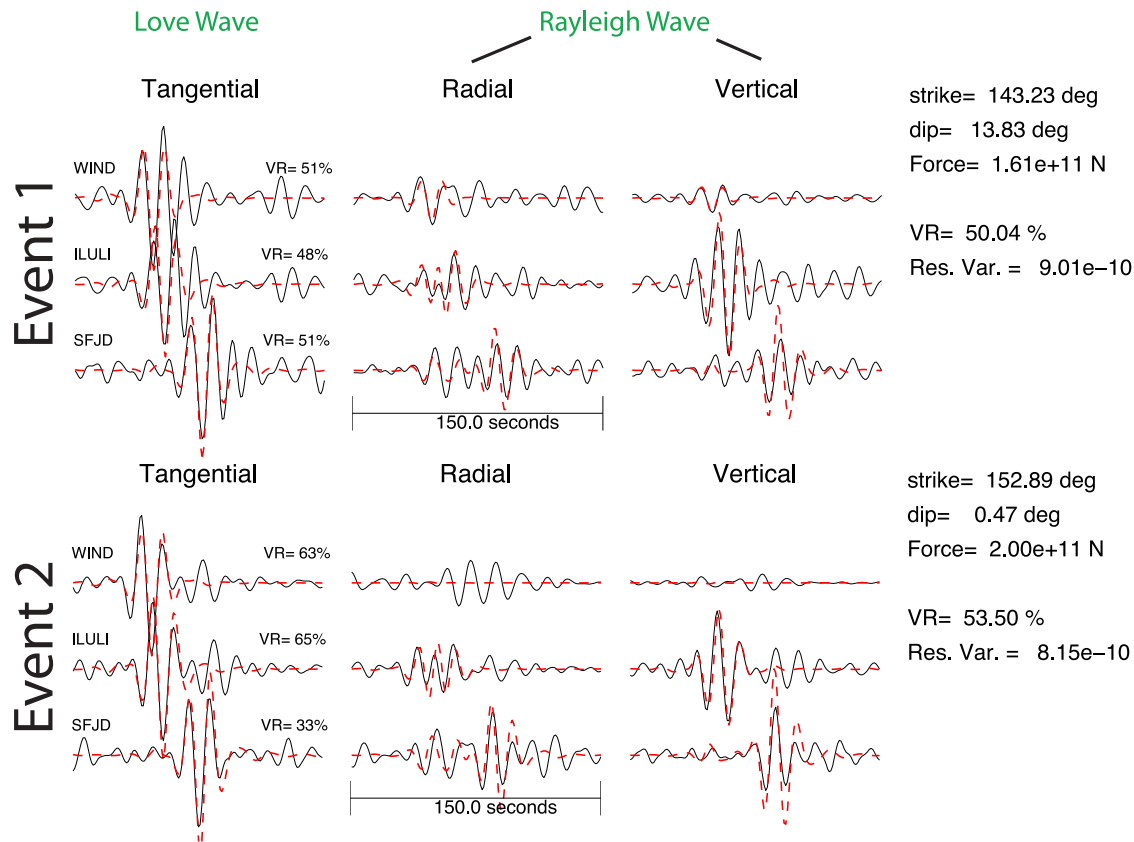 Love Wave
Rayleigh Wave
Event 1
Tangential
Radial
Vertical
WIND
VR= 51%
ILULI
VR= 48%
SFJD
VR= 51%
150.0 seconds
strike= 143.23 deg
dip= 13.83 deg
Force= 1.61e+11 N
VR= 50.04 %
Res. Var. = 9.01e−10
Event 2
Tangential
Radial
Vertical
WIND
VR= 63%
ILULI
VR= 65%
SFJD
VR= 33%
150.0 seconds
strike= 152.89 deg
dip= 0.47 deg
Force= 2.00e+11 N
VR= 53.50 %
Res. Var. = 8.15e−10